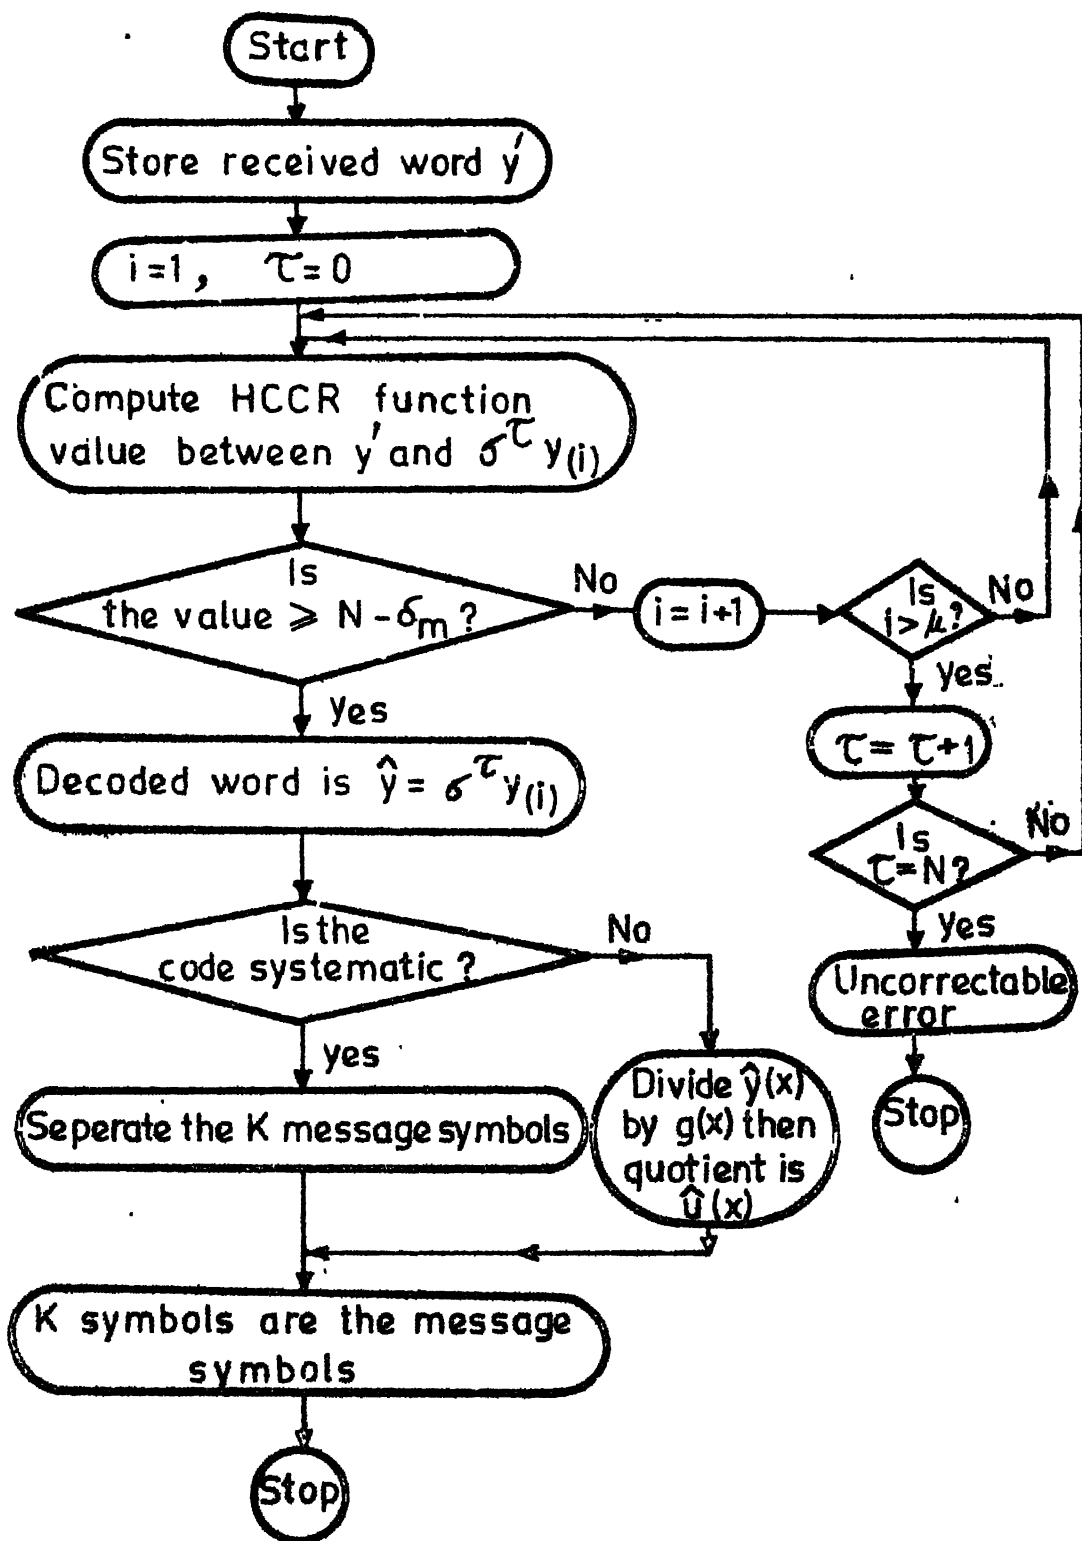 Start
Store received word y′
i=1, τ=0
Compute HCCR function
value between y′ and σ^τ y(i)
Is
the value ⩾ N-δm?
No
i=i+1
Is
i>μ?
No
yes
τ=τ+1
Is
τ=N?
No
yes
Uncorrectable
error
Stop
yes
Decoded word is ŷ = σ^τ y(i)
Is the
code systematic?
No
yes
Seperate the K message symbols
Divide ŷ(x)
by g(x) then
quotient is
û(x)
K symbols are the message
symbols
Stop